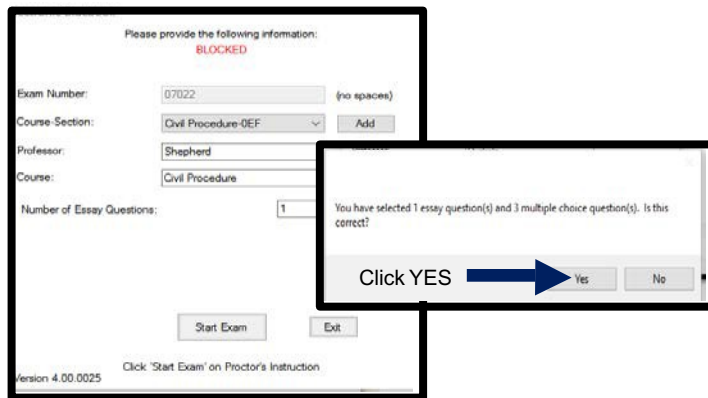 Please provide the following information:
BLOCKED
Exam Number: 07022 (no spaces)
Course-Section: Civil Procedure-0EF Add
Professor: Shepherd
Course: Civil Procedure
Number of Essay Questions: 1
You have selected 1 essay question(s) and 3 multiple choice question(s). Is this
correct?
Click YES Yes No
Start Exam Exit
Click 'Start Exam' on Proctor's Instruction
Version 4.00.0025